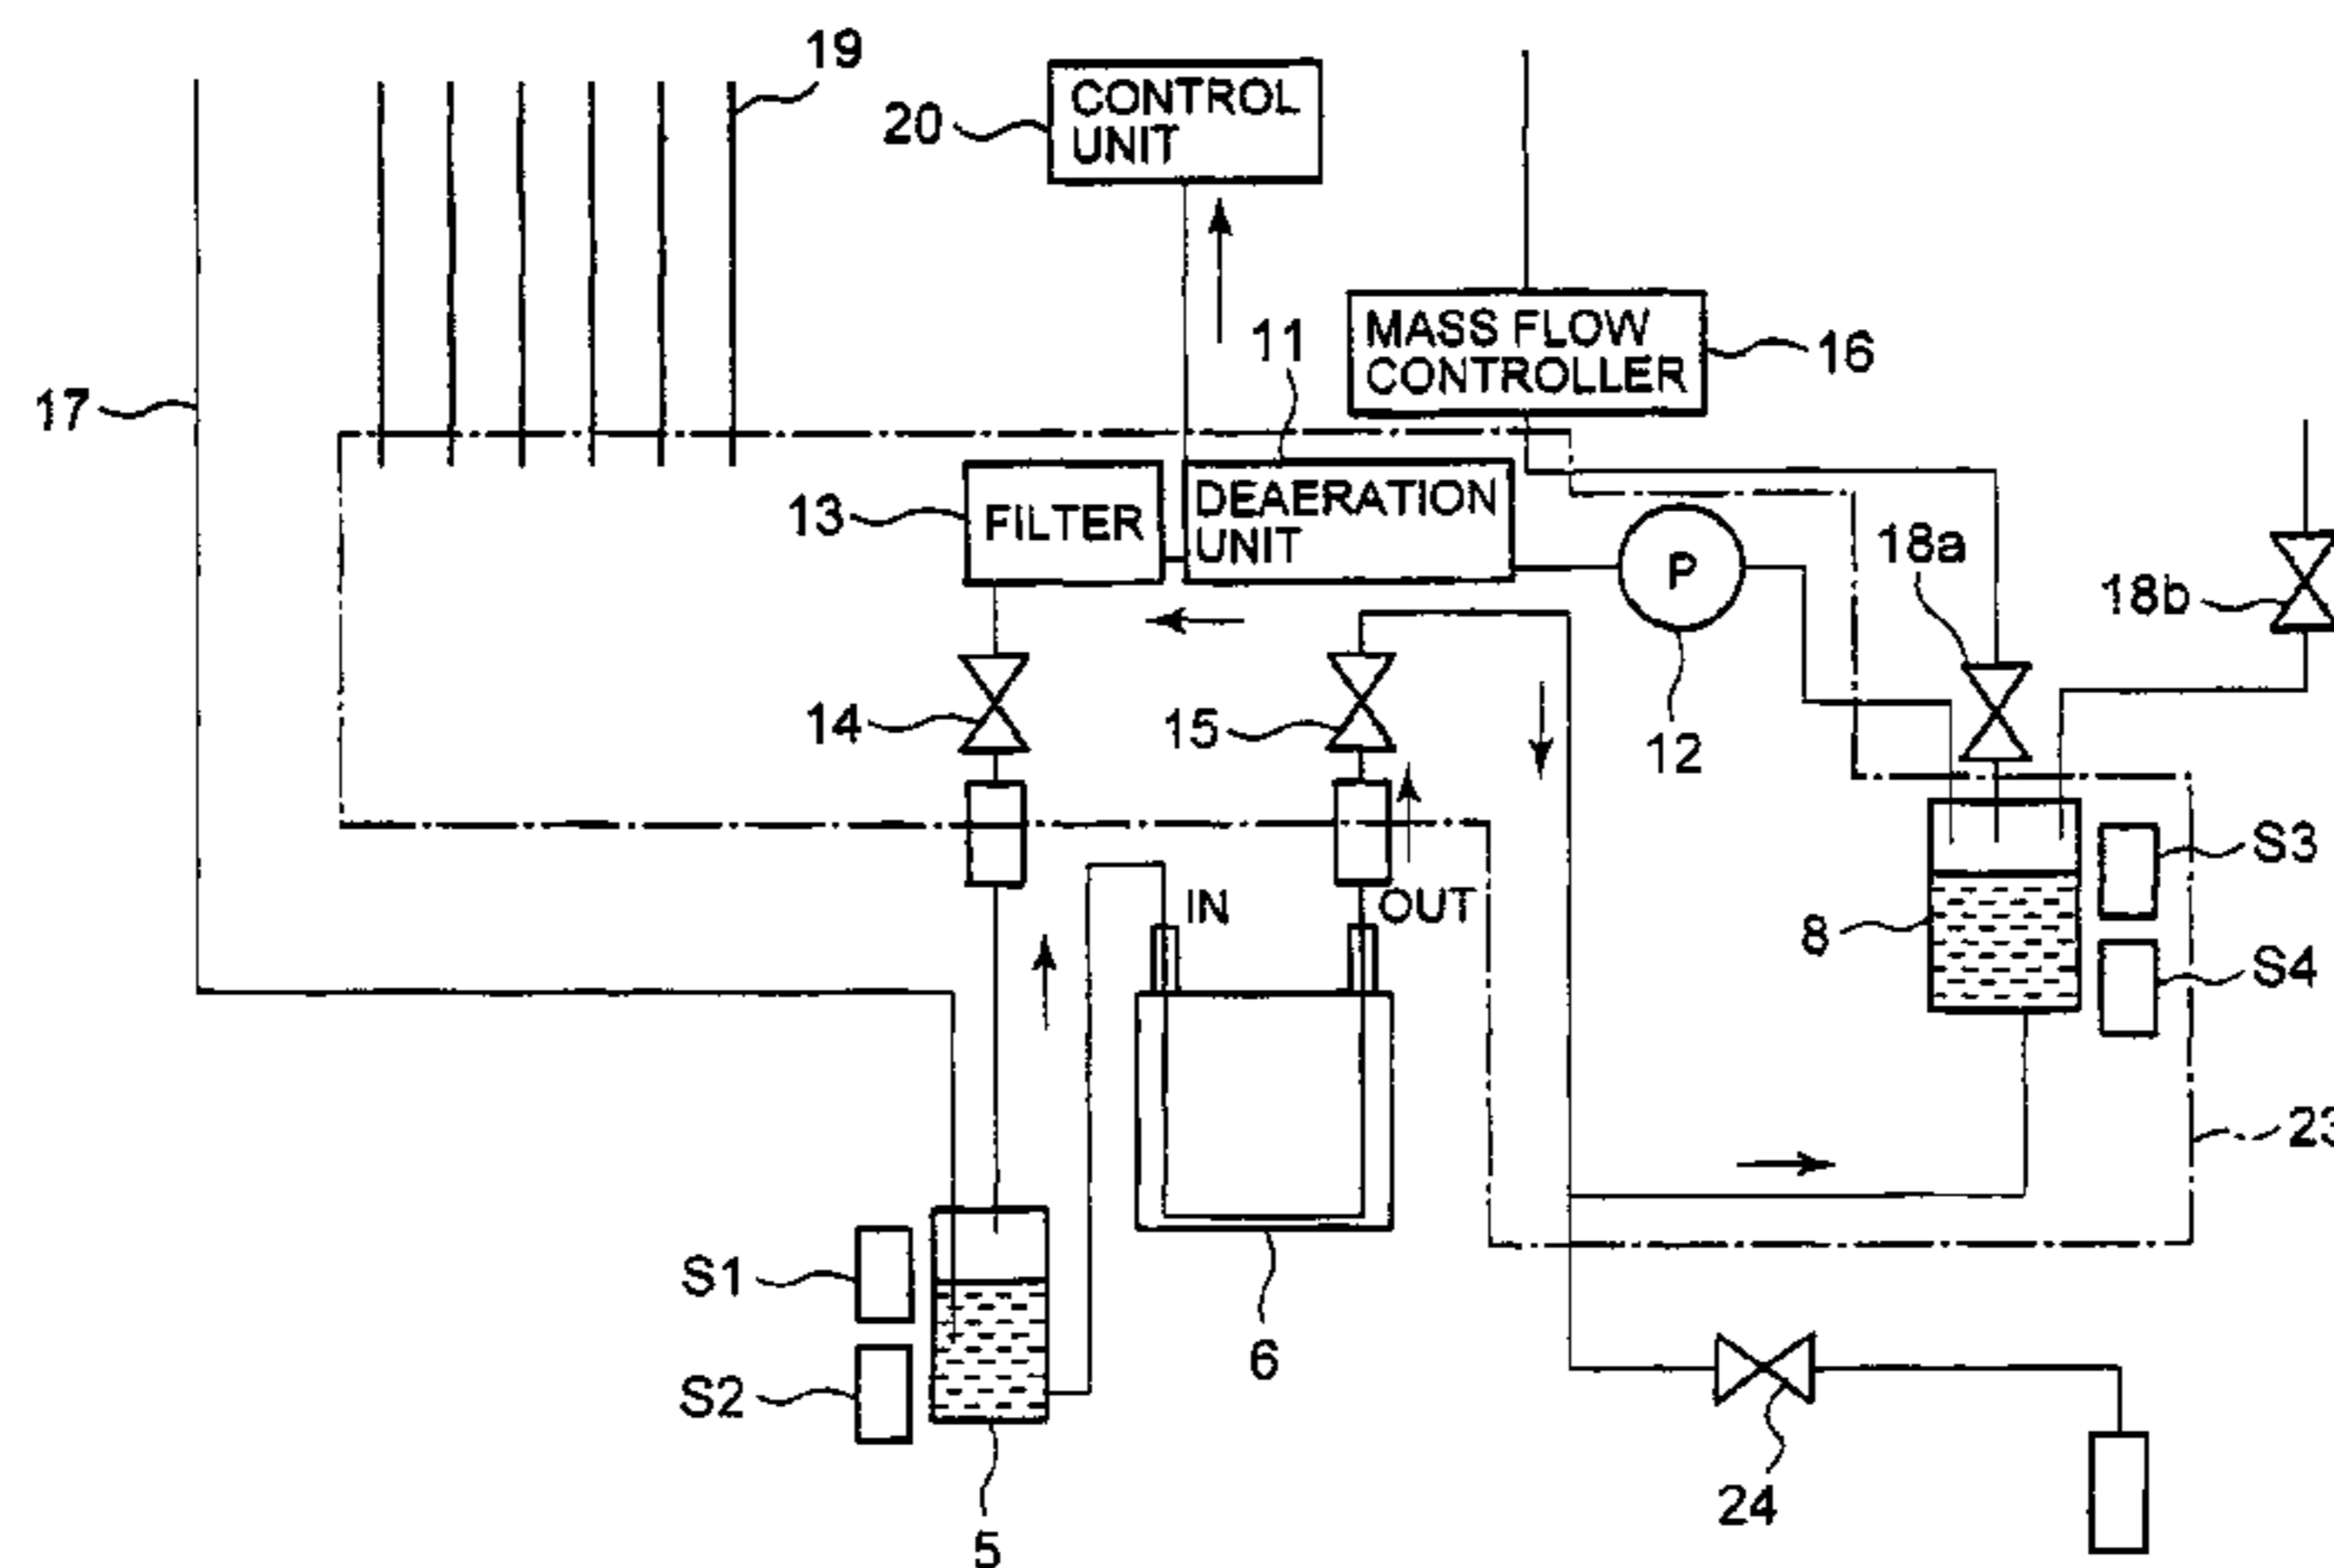 19
20
CONTROL
UNIT
17
11
MASS FLOW
CONTROLLER
16
13
FILTER
DEAERATION
UNIT
P
18a
18b
14
15
12
IN
OUT
S3
8
S4
23
S1
S2
6
5
24